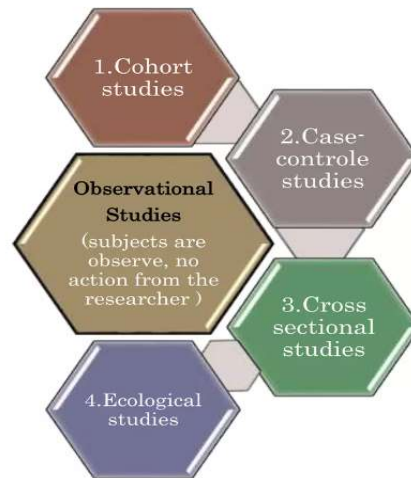 1.Cohort
studies
2.Case-
controle
studies
Observational
Studies
(subjects are
observe, no
action from the
researcher )
3.Cross
sectional
studies
4.Ecological
studies